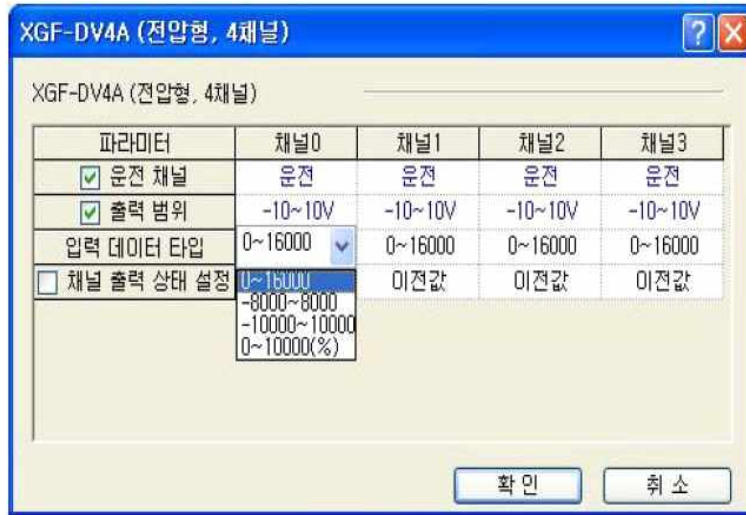 XGF-DV4A (전압형, 4채널)
XGF-DV4A (전압형, 4채널)
파라미터 채널0 채널1 채널2 채널3
운전 채널 운전 운전 운전 운전
출력 범위 -10~10V -10~10V -10~10V -10~10V
입력 데이터 타입 0~16000 0~16000 0~16000 0~16000
채널 출력 상태 설정 0~16000 이전값 이전값 이전값
-8000~8000
-10000~10000
0~10000(%)
확인 취소